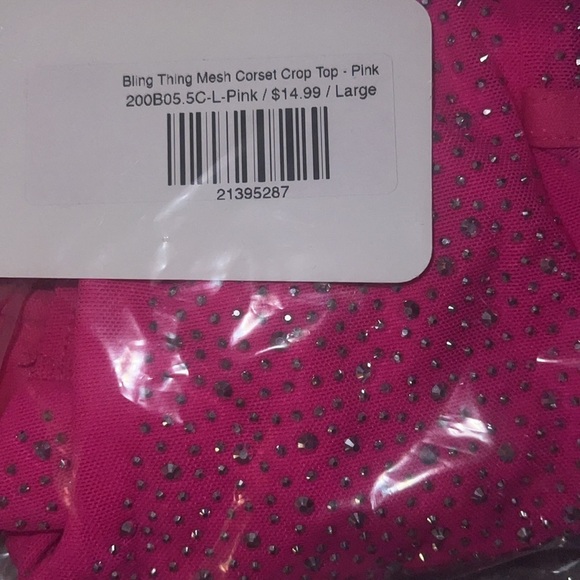 Bling Thing Mesh Corset Crop Top - Pink
200B05.5C-L-Pink / $14.99 / Large
21395287